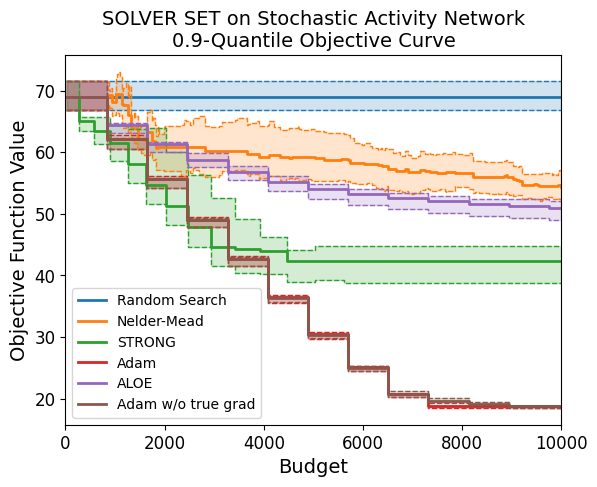 SOLVER SET on Stochastic Activity Network
0.9-Quantile Objective Curve
Objective Function Value
70
60
50
40
30
20
Random Search
Nelder-Mead
STRONG
Adam
ALOE
Adam w/o true grad
0 2000 4000 6000 8000 10000
Budget